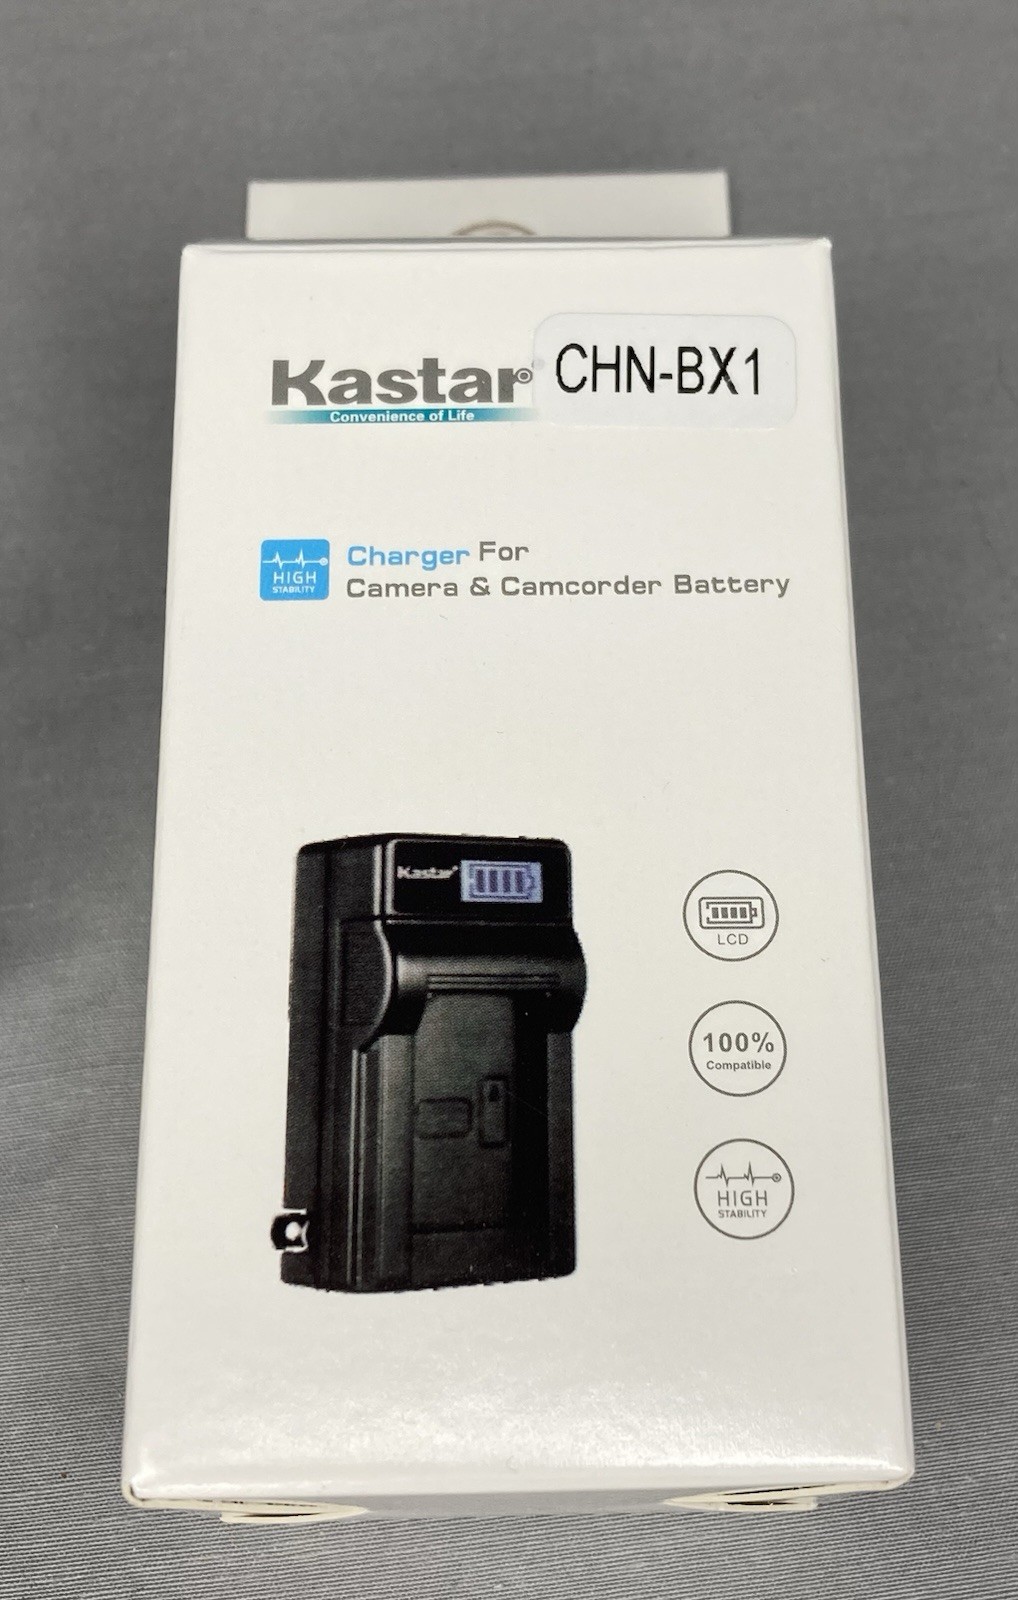 Kastar®
Convenience of Life
CHN-BX1
HIGH
STABILITY
Charger For
Camera & Camcorder Battery
Kastar®
LCD
100%
Compatible
HIGH
STABILITY